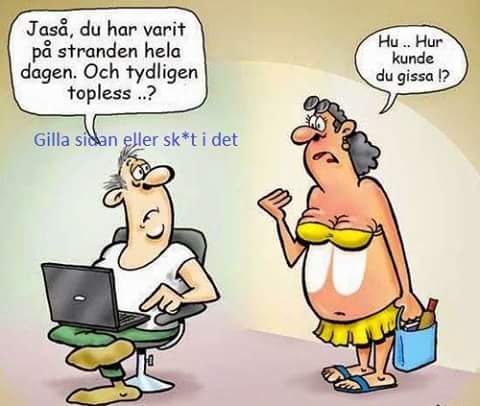 Jaså, du har varit
på stranden hela
dagen. Och tydligen
topless ..?
Hu .. Hur
kunde
du gissa !?
Gilla sidan eller sk*t i det